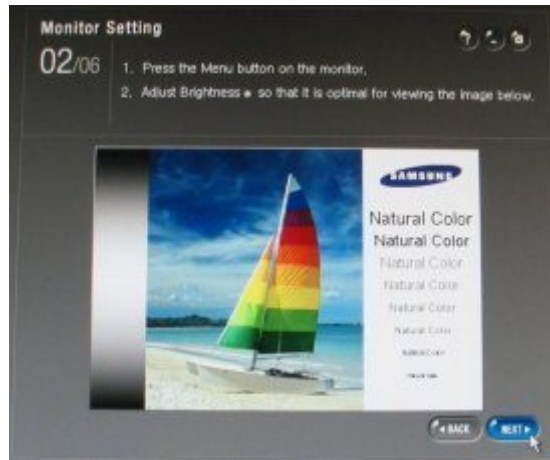 Monitor Setting
02/06
1. Press the Menu button on the monitor,
2. Adjust Brightness so that it is optimal for viewing the image below.
SAMSUNG
Natural Color
Natural Color
Natural Color
Natural Color
Natural Color
Natural Color
Natural Color
BACK
NEXT